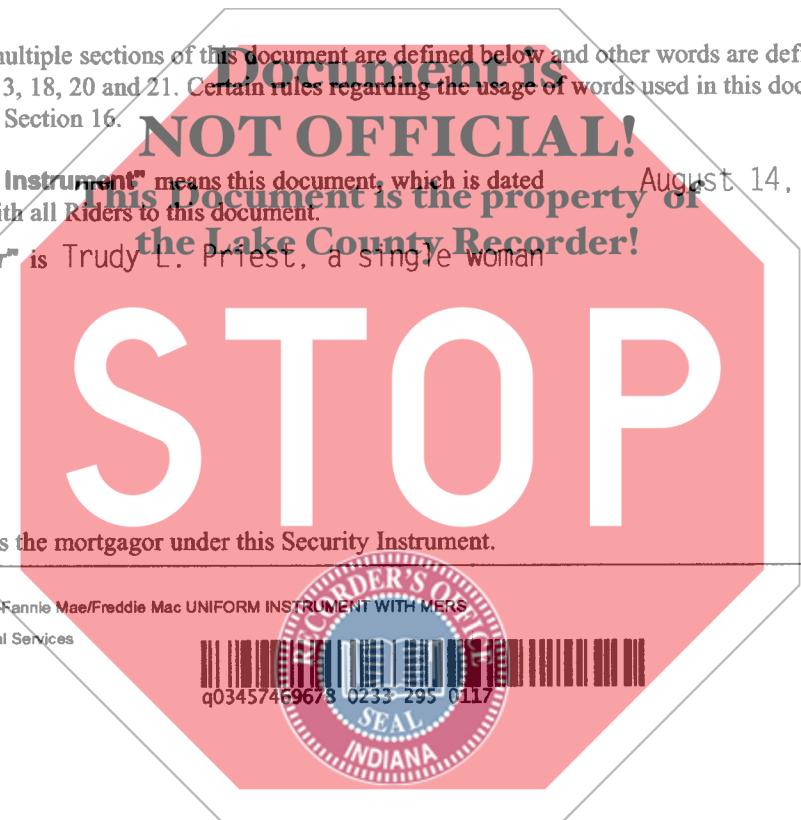 multiple sections of this document are defined below and other words are defi
Document is
3, 18, 20 and 21. Certain rules regarding the usage of words used in this doc
Section 16.
NOT OFFICIAL!
Instrument" means this document, which is dated August 14,
This Document is the property of
ith all Riders to this document.
the Lake County Recorder!
r" is Trudy L. Priest, a single woman
STOP
s the mortgagor under this Security Instrument.
-Fannie Mae/Freddie Mac UNIFORM INSTRUMENT WITH MERS
al Services
q03457469678 0233 295 0117
RECORDER'S OFFICE
SEAL
INDIANA